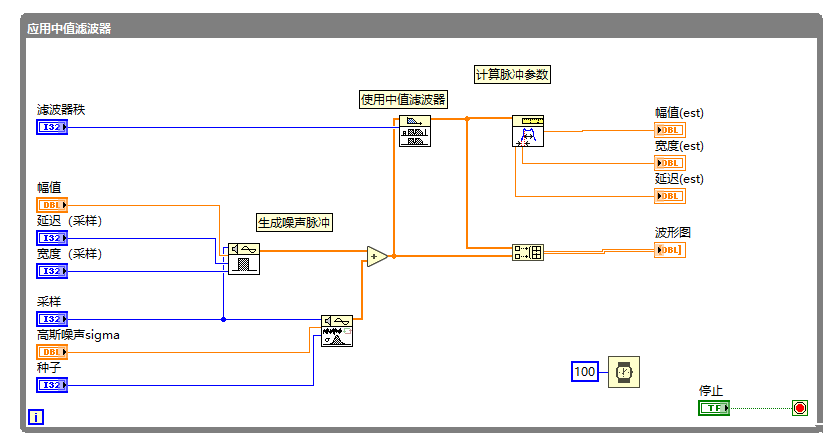 应用中值滤波器
计算脉冲参数
使用中值滤波器
滤波器秩
I32
幅值(est)
DBL
宽度(est)
DBL
延迟(est)
DBL
幅值
DBL
延迟（采样）
I32
宽度（采样）
I32
生成噪声脉冲
+
波形图
DBL]
采样
I32
高斯噪声sigma
DBL
种子
I32
σ
100
停止
TF
i